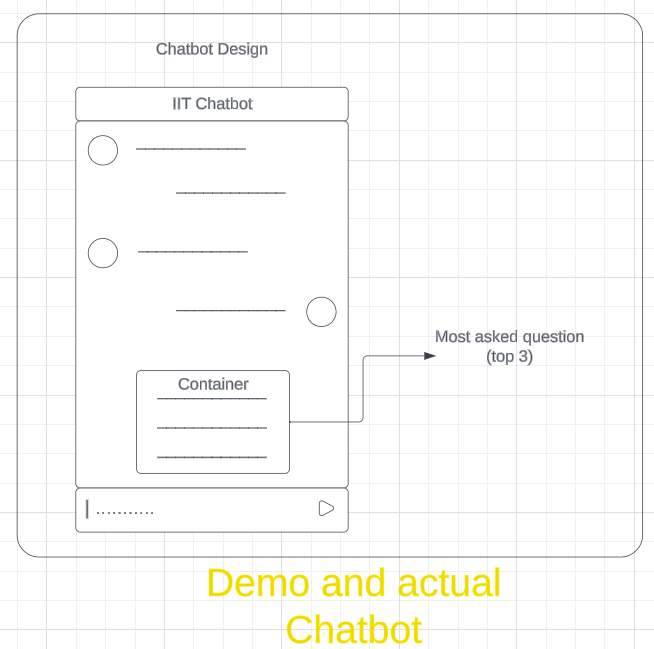 Chatbot Design
IIT Chatbot
Most asked question
(top 3)
Container
|..........
Demo and actual
Chatbot